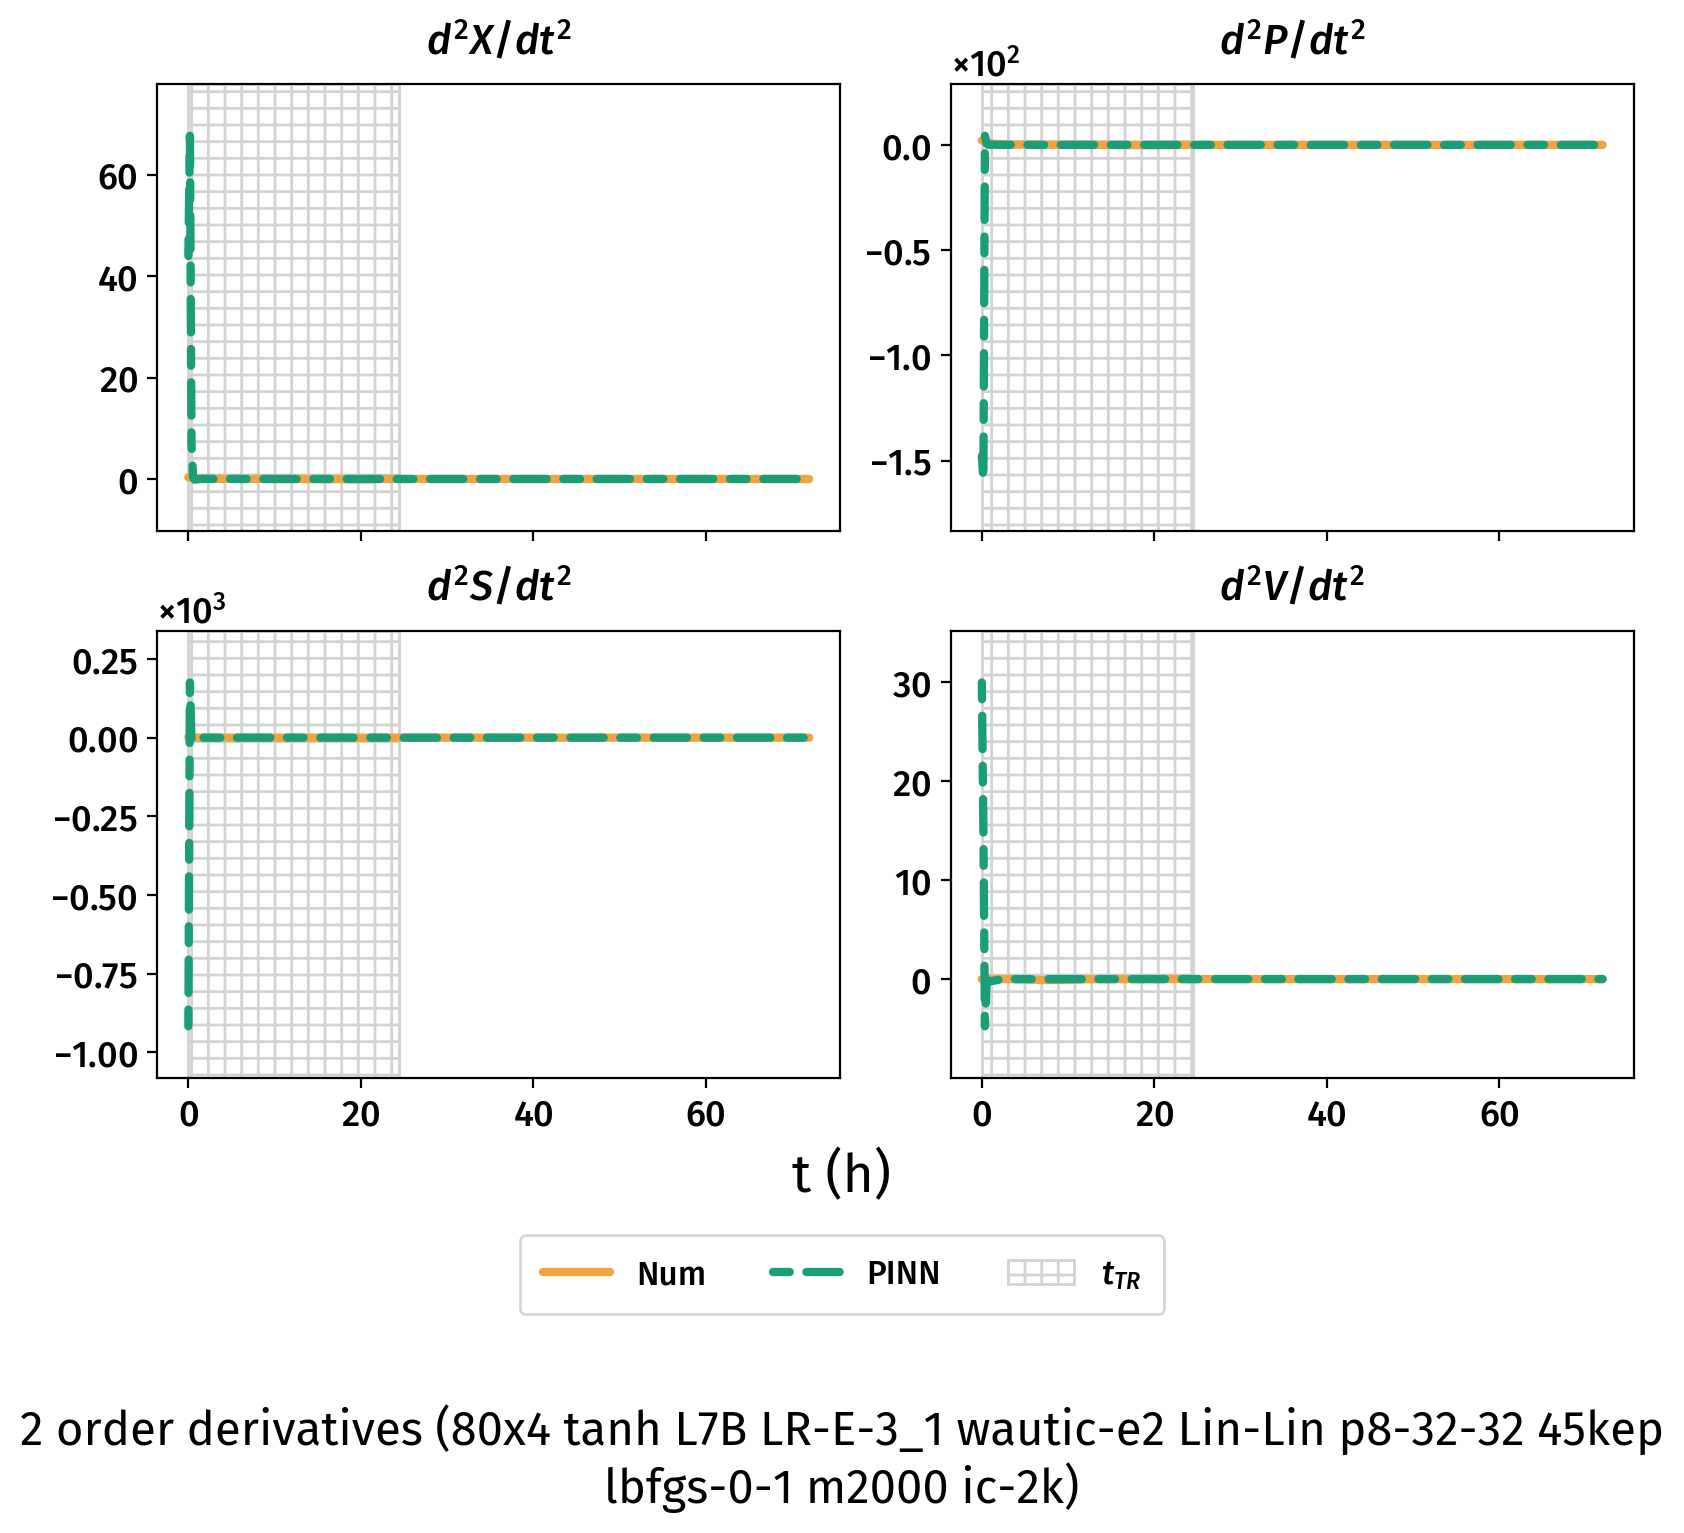 d²X/dt²
60
40
20
0
d²P/dt²
×10²
0.0
−0.5
−1.0
−1.5
d²S/dt²
×10³
0.25
0.00
−0.25
−0.50
−0.75
−1.00
0 20 40 60
d²V/dt²
30
20
10
0
0 20 40 60
t (h)
Num PINN t_TR
2 order derivatives (80x4 tanh L7B LR-E-3_1 wautic-e2 Lin-Lin p8-32-32 45kep
lbfgs-0-1 m2000 ic-2k)